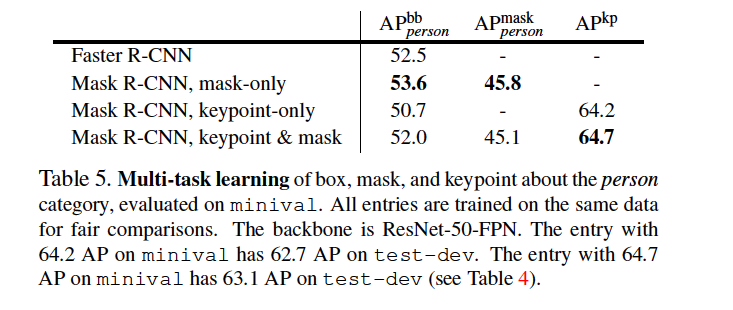 AP^bb_person AP^mask_person AP^kp
Faster R-CNN 52.5 - -
Mask R-CNN, mask-only 53.6 45.8 -
Mask R-CNN, keypoint-only 50.7 - 64.2
Mask R-CNN, keypoint & mask 52.0 45.1 64.7
Table 5. Multi-task learning of box, mask, and keypoint about the person
category, evaluated on minival. All entries are trained on the same data
for fair comparisons. The backbone is ResNet-50-FPN. The entry with
64.2 AP on minival has 62.7 AP on test-dev. The entry with 64.7
AP on minival has 63.1 AP on test-dev (see Table 4).